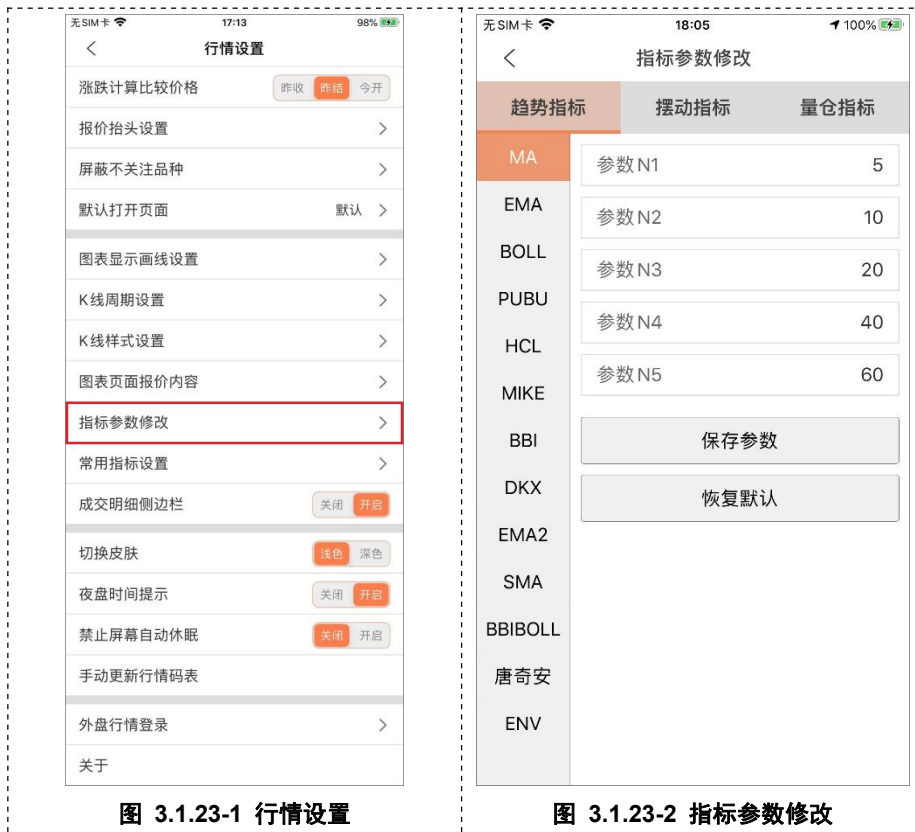 无SIM卡 17:13 98%
行情设置
涨跌计算比较价格 昨收 昨结 今开
报价抬头设置
屏蔽不关注品种
默认打开页面 默认
图表显示画线设置
K线周期设置
K线样式设置
图表页面报价内容
指标参数修改
常用指标设置
成交明细侧边栏 关闭 开启
切换皮肤 浅色 深色
夜盘时间提示 关闭 开启
禁止屏幕自动休眠 关闭 开启
手动更新行情码表
外盘行情登录
关于
图 3.1.23-1 行情设置
无SIM卡 18:05 100%
指标参数修改
趋势指标 摆动指标 量仓指标
MA
EMA
BOLL
PUBU
HCL
MIKE
BBI
DKX
EMA2
SMA
BBIBOLL
唐奇安
ENV
参数N1 5
参数N2 10
参数N3 20
参数N4 40
参数N5 60
保存参数
恢复默认
图 3.1.23-2 指标参数修改